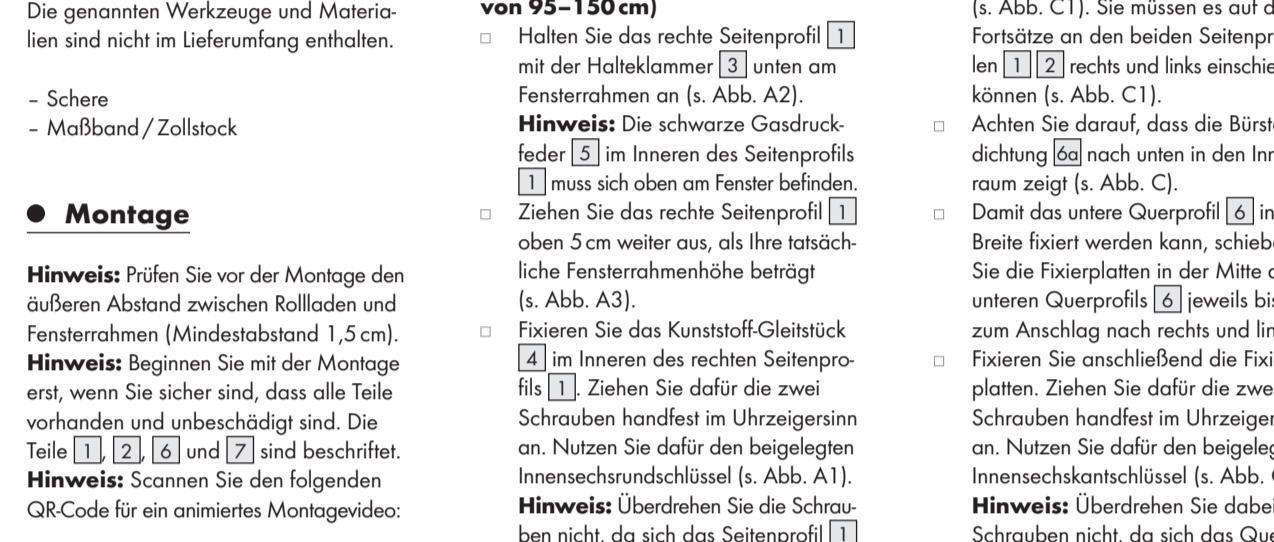 Die genannten Werkzeuge und Materia-
lien sind nicht im Lieferumfang enthalten.
– Schere
– Maßband / Zollstock
● Montage
Hinweis: Prüfen Sie vor der Montage den
äußeren Abstand zwischen Rollladen und
Fensterrahmen (Mindestabstand 1,5 cm).
Hinweis: Beginnen Sie mit der Montage
erst, wenn Sie sicher sind, dass alle Teile
vorhanden und unbeschädigt sind. Die
Teile 1, 2, 6 und 7 sind beschriftet.
Hinweis: Scannen Sie den folgenden
QR-Code für ein animiertes Montagevideo:
von 95–150 cm)
□ Halten Sie das rechte Seitenprofil 1
mit der Halteklammer 3 unten am
Fensterrahmen an (s. Abb. A2).
Hinweis: Die schwarze Gasdruck-
feder 5 im Inneren des Seitenprofils
1 muss sich oben am Fenster befinden.
□ Ziehen Sie das rechte Seitenprofil 1
oben 5 cm weiter aus, als Ihre tatsäch-
liche Fensterrahmenhöhe beträgt
(s. Abb. A3).
□ Fixieren Sie das Kunststoff-Gleitstück
4 im Inneren des rechten Seitenpro-
fils 1. Ziehen Sie dafür die zwei
Schrauben handfest im Uhrzeigersinn
an. Nutzen Sie dafür den beigelegten
Innensechsrundschlüssel (s. Abb. A1).
Hinweis: Überdrehen Sie die Schrau-
ben nicht, da sich das Seitenprofil 1
(s. Abb. C1). Sie müssen es auf d
Fortsätze an den beiden Seitenpr
len 1 2 rechts und links einschie
können (s. Abb. C1).
□ Achten Sie darauf, dass die Bürst
dichtung 6a nach unten in den Inn
raum zeigt (s. Abb. C).
□ Damit das untere Querprofil 6 in
Breite fixiert werden kann, schieb
Sie die Fixierplatten in der Mitte
unteren Querprofils 6 jeweils bis
zum Anschlag nach rechts und lin
□ Fixieren Sie anschließend die Fixi
platten. Ziehen Sie dafür die zwe
Schrauben handfest im Uhrzeiger
an. Nutzen Sie dafür den beigeleg
Innensechskantschlüssel (s. Abb.
Hinweis: Überdrehen Sie dabei
Schrauben nicht, da sich das Que